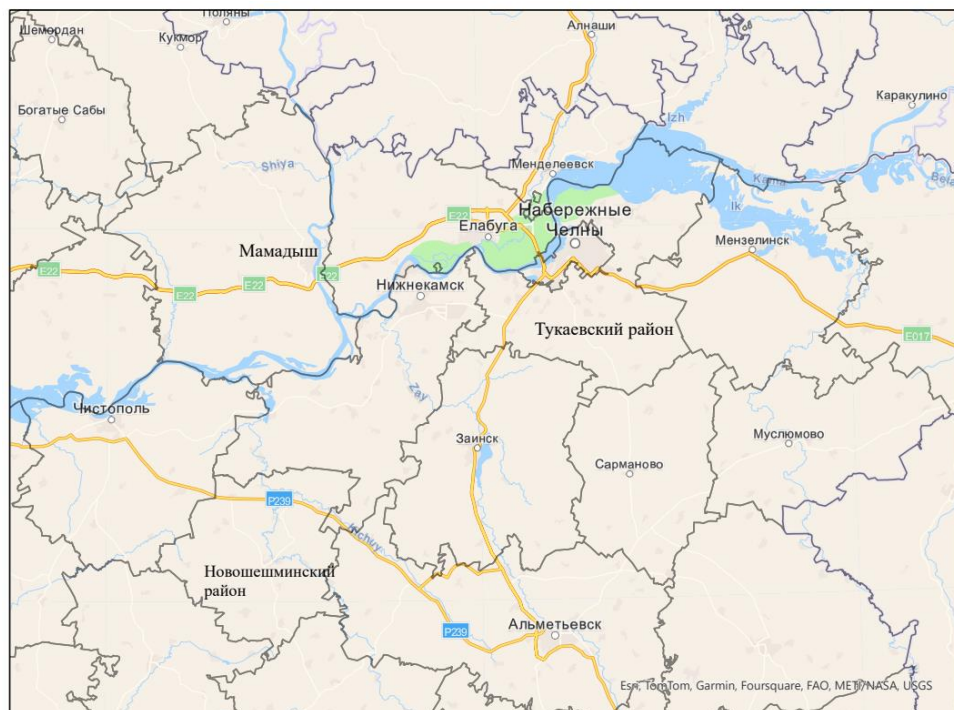 Поляны
Шемордан
Кукмор
Алнаши
Богатые Сабы
Каракулино
Izh
Shiya
Менделеевск
Kama
Bela
Ik
E22
Набережные
Челны
Елабуга
Мамадыш
Мензелинск
E22
E22
E22
E22
Нижнекамск
Тукаевский район
E017
Zay
Чистополь
Заинск
Муслюмово
Сарманово
P239
Kichuy
Новошешминский
район
P239
Альметьевск
Esri, TomTom, Garmin, Foursquare, FAO, METI/NASA, USGS